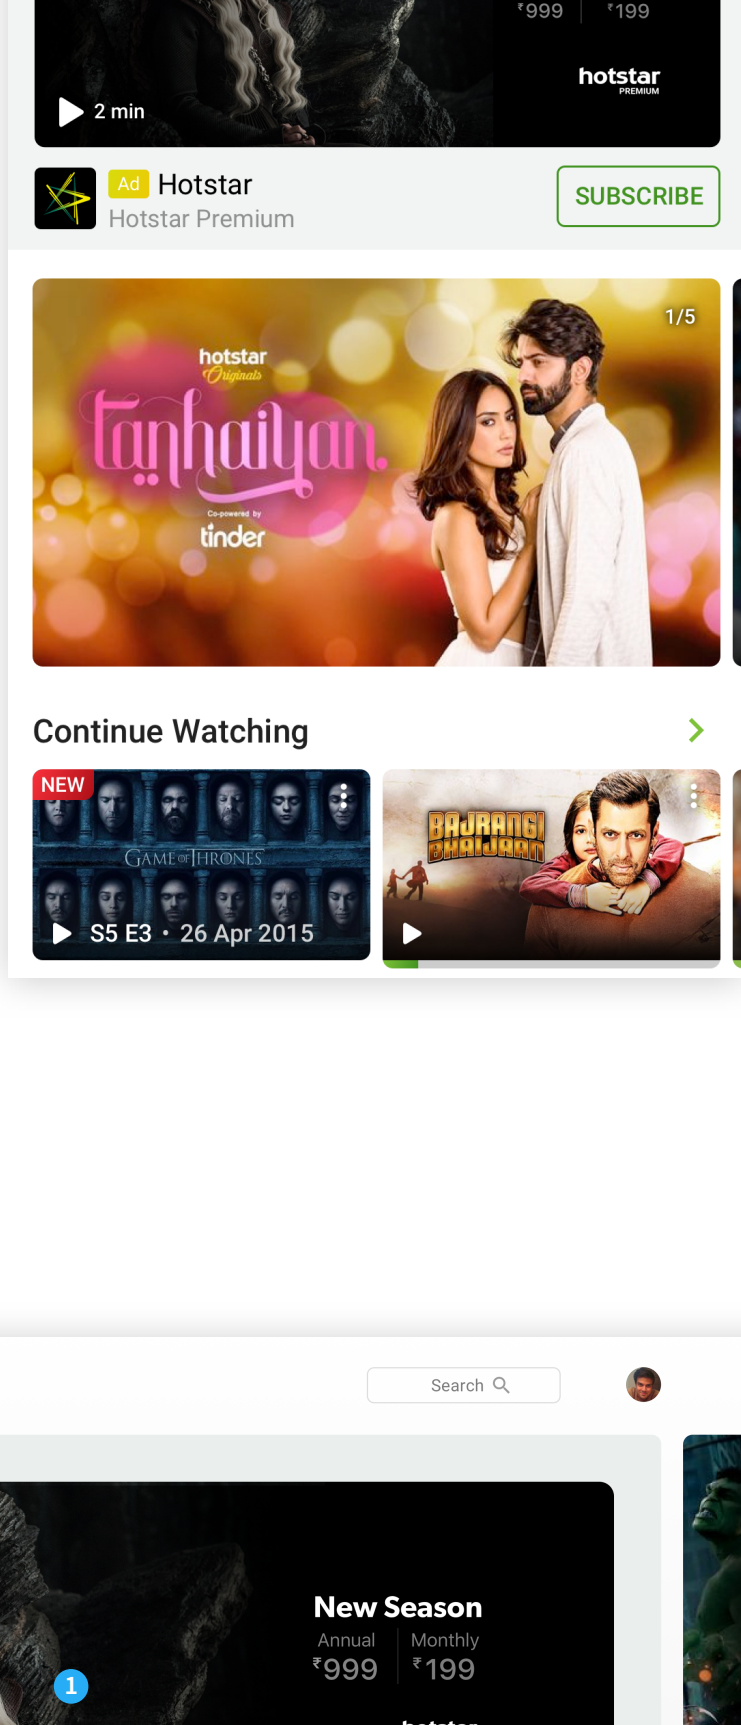 ₹999 ₹199
hotstar
PREMIUM
2 min
Ad Hotstar
Hotstar Premium
SUBSCRIBE
1/5
hotstar
Originals
tanhaiyan.
Co-powered by
tinder
Continue Watching
NEW
GAME OF THRONES
BAJRANGI
BHAIJAAN
S5 E3 • 26 Apr 2015
Search
New Season
Annual Monthly
₹999 ₹199
1
hotstar